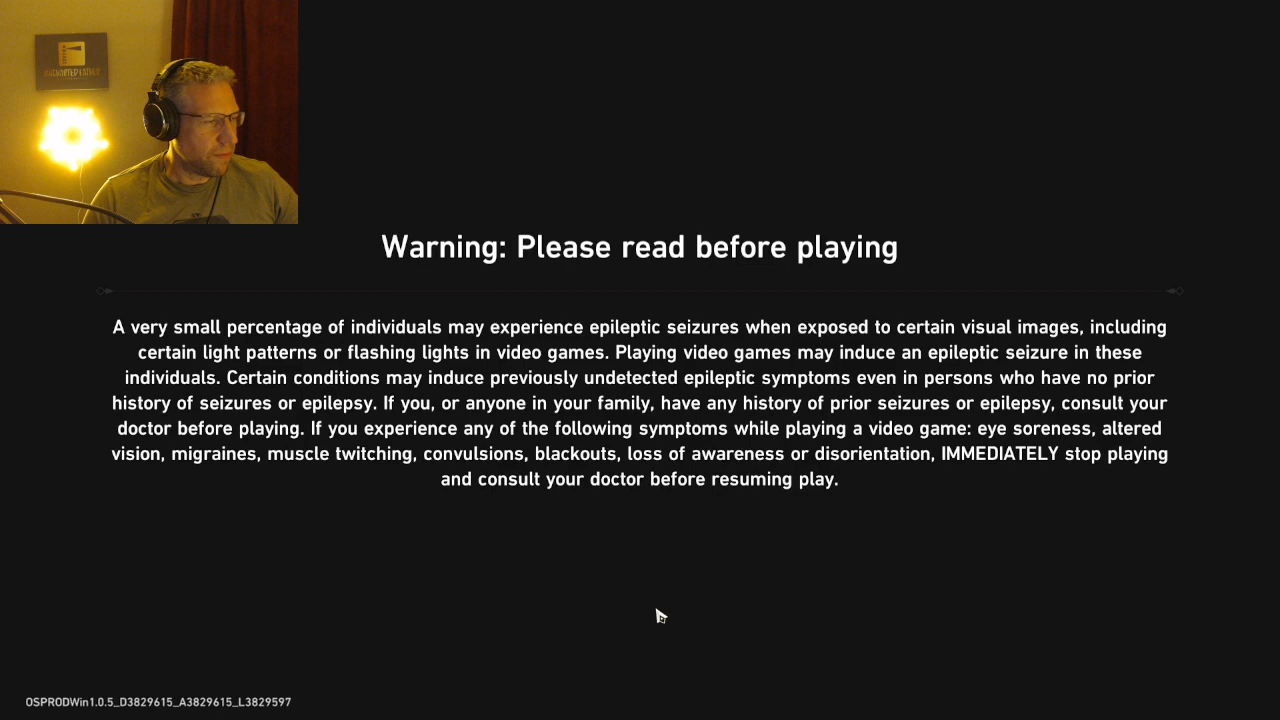 Warning: Please read before playing
A very small percentage of individuals may experience epileptic seizures when exposed to certain visual images, including
certain light patterns or flashing lights in video games. Playing video games may induce an epileptic seizure in these
individuals. Certain conditions may induce previously undetected epileptic symptoms even in persons who have no prior
history of seizures or epilepsy. If you, or anyone in your family, have any history of prior seizures or epilepsy, consult your
doctor before playing. If you experience any of the following symptoms while playing a video game: eye soreness, altered
vision, migraines, muscle twitching, convulsions, blackouts, loss of awareness or disorientation, IMMEDIATELY stop playing
and consult your doctor before resuming play.
OSPRODWin1.0.5_D3829615_A3829615_L3829597